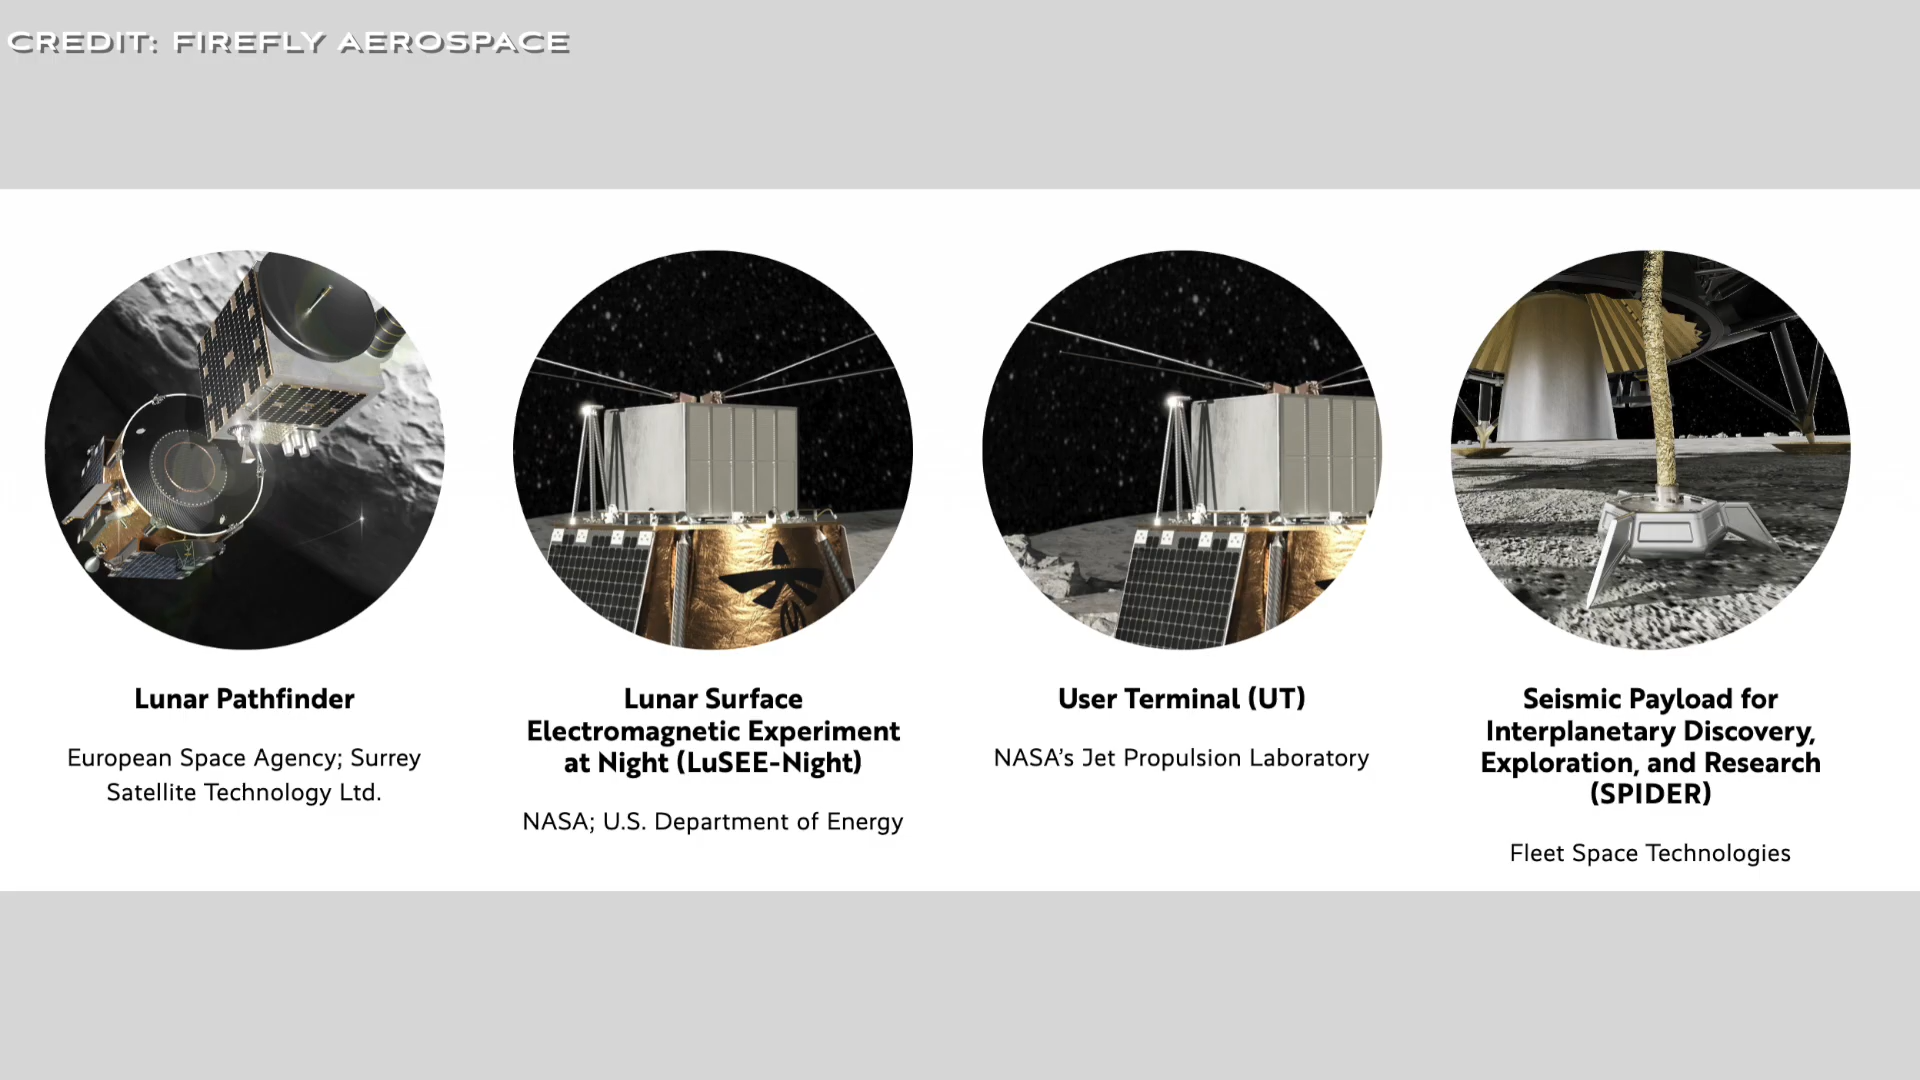 CREDIT: FIREFLY AEROSPACE
Lunar Pathfinder
European Space Agency; Surrey
Satellite Technology Ltd.
Lunar Surface
Electromagnetic Experiment
at Night (LuSEE-Night)
NASA; U.S. Department of Energy
User Terminal (UT)
NASA’s Jet Propulsion Laboratory
Seismic Payload for
Interplanetary Discovery,
Exploration, and Research
(SPIDER)
Fleet Space Technologies